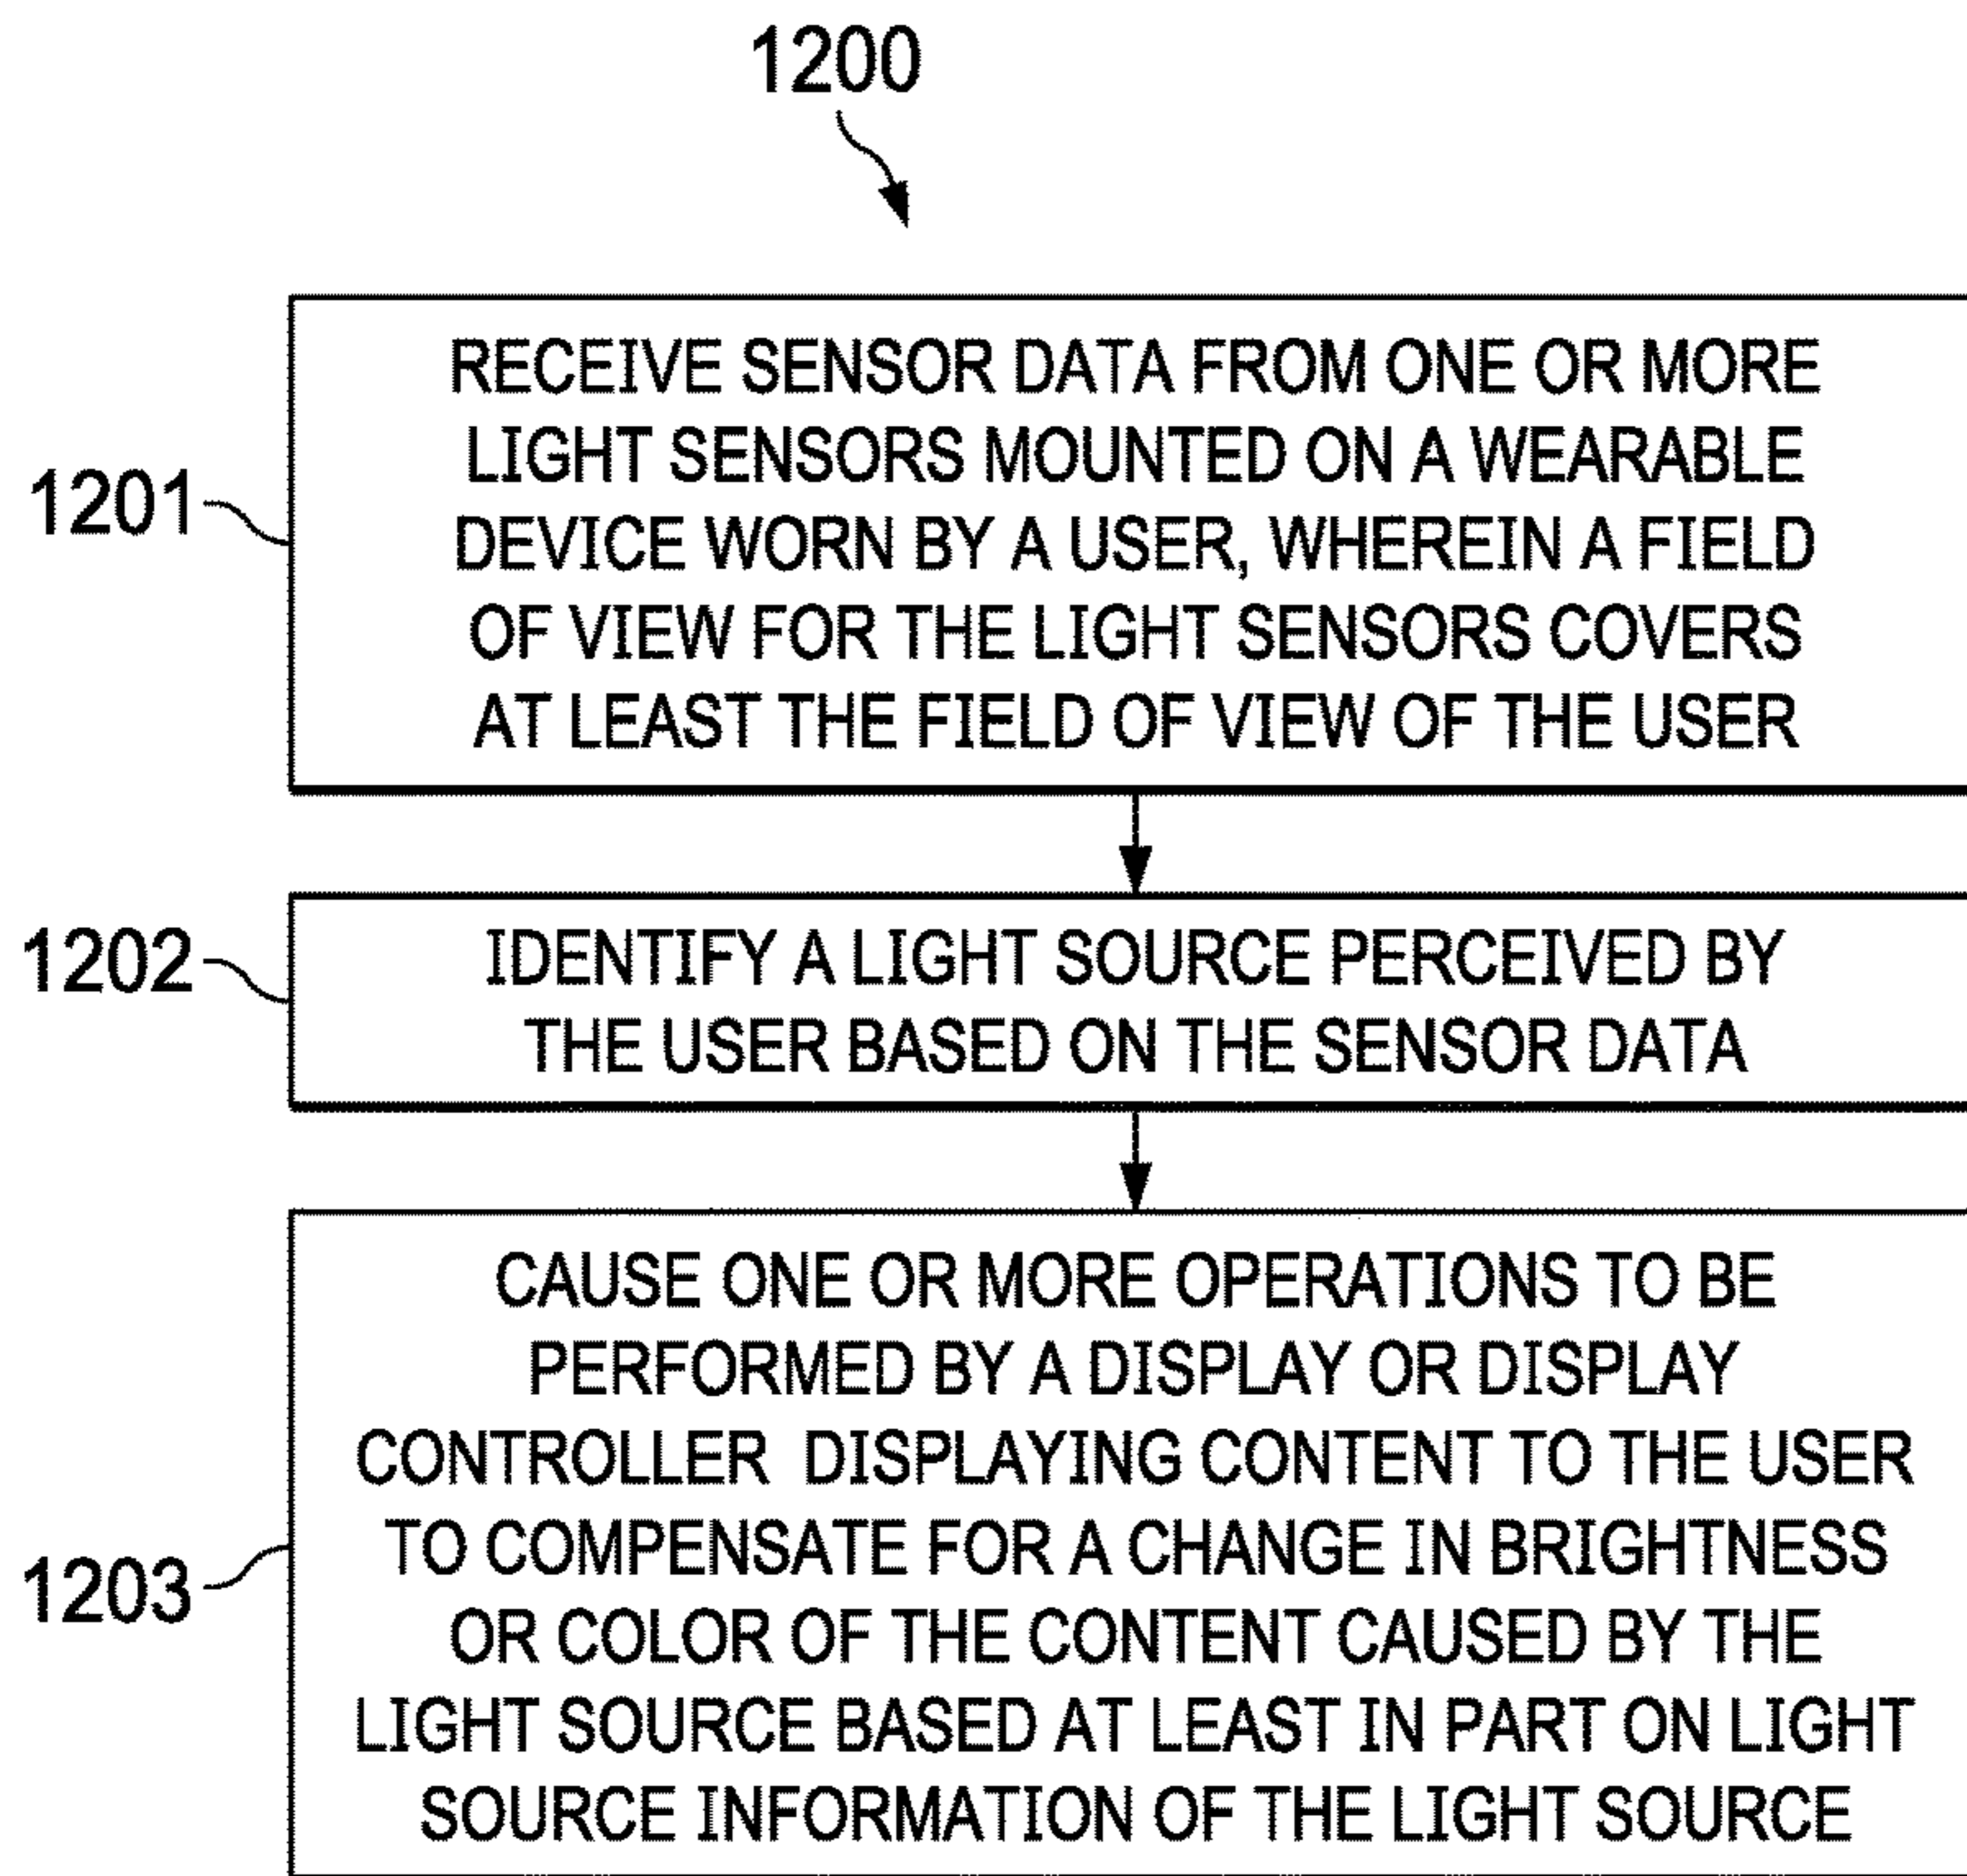 1200
1201
RECEIVE SENSOR DATA FROM ONE OR MORE
LIGHT SENSORS MOUNTED ON A WEARABLE
DEVICE WORN BY A USER, WHEREIN A FIELD
OF VIEW FOR THE LIGHT SENSORS COVERS
AT LEAST THE FIELD OF VIEW OF THE USER
1202
IDENTIFY A LIGHT SOURCE PERCEIVED BY
THE USER BASED ON THE SENSOR DATA
1203
CAUSE ONE OR MORE OPERATIONS TO BE
PERFORMED BY A DISPLAY OR DISPLAY
CONTROLLER DISPLAYING CONTENT TO THE USER
TO COMPENSATE FOR A CHANGE IN BRIGHTNESS
OR COLOR OF THE CONTENT CAUSED BY THE
LIGHT SOURCE BASED AT LEAST IN PART ON LIGHT
SOURCE INFORMATION OF THE LIGHT SOURCE